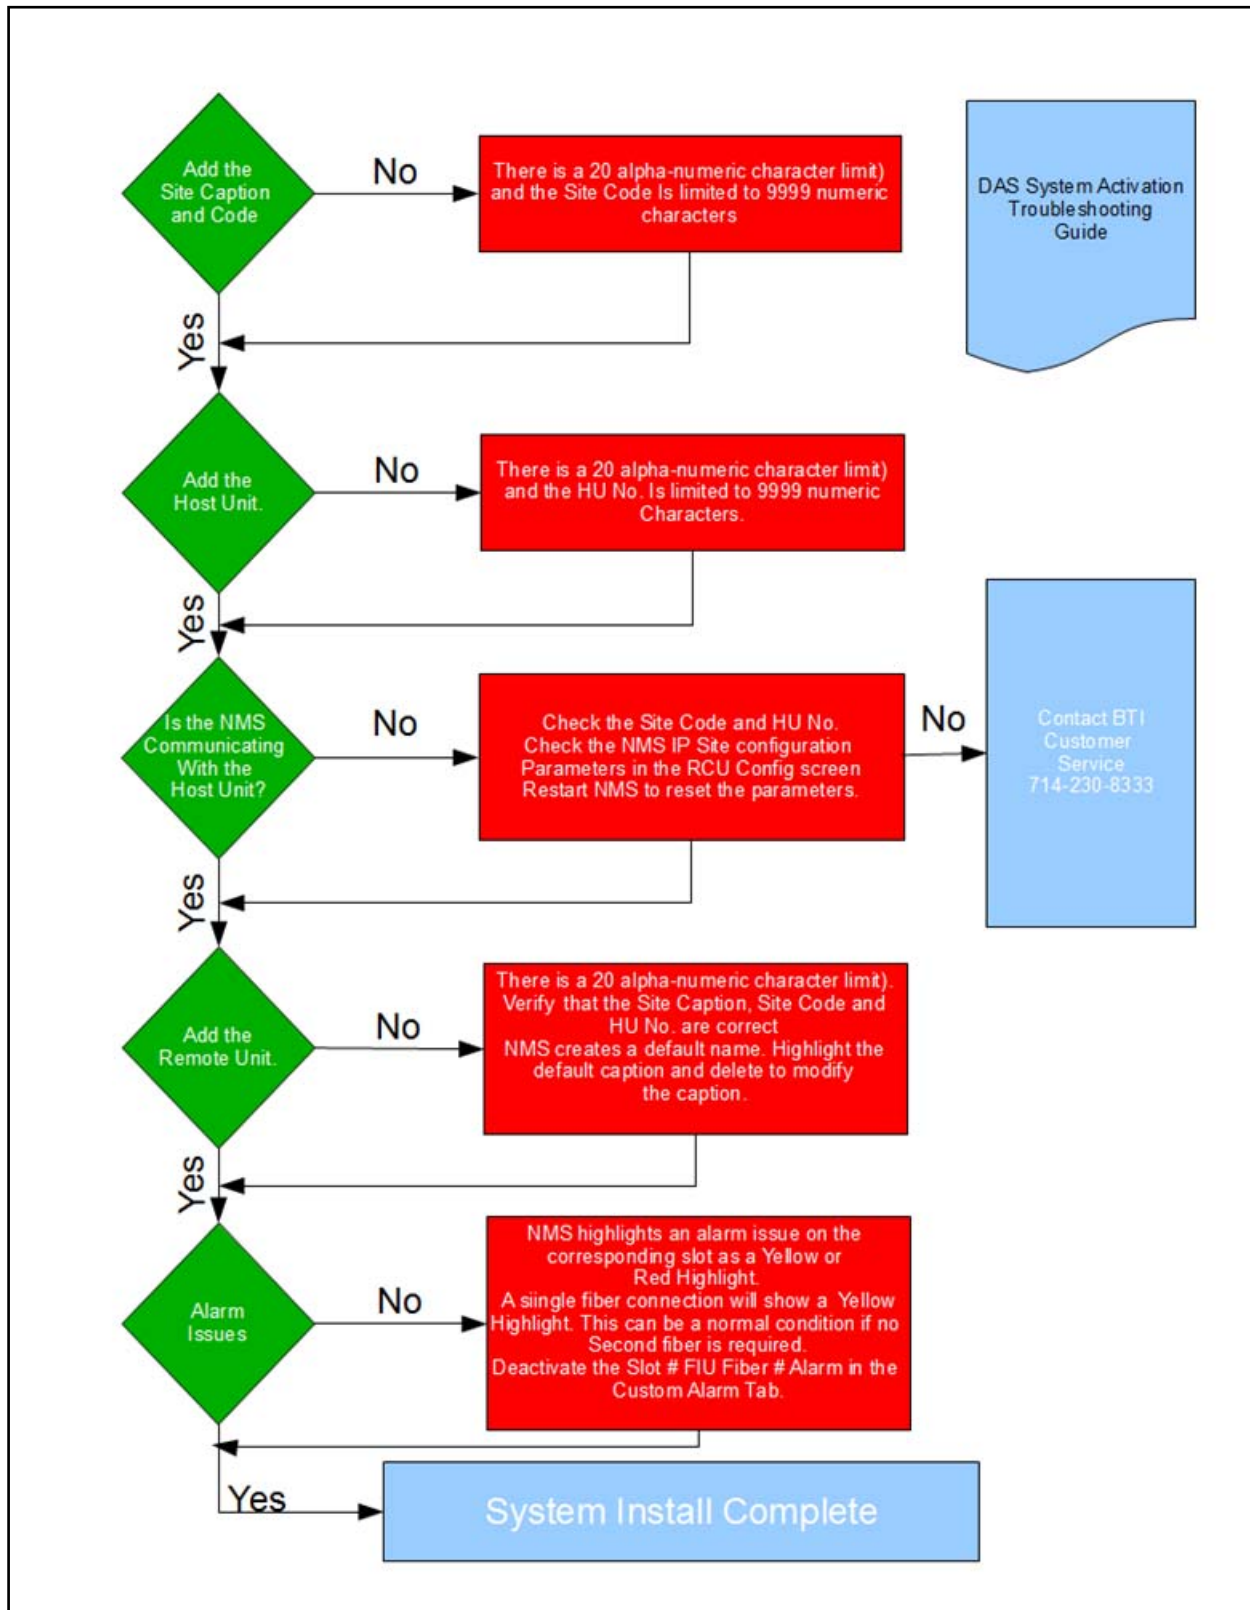 Add the
Site Caption
and Code
No
There is a 20 alpha-numeric character limit)
and the Site Code Is limited to 9999 numeric
characters
DAS System Activation
Troubleshooting
Guide
Yes
Add the
Host Unit.
No
There is a 20 alpha-numeric character limit)
and the HU No. Is limited to 9999 numeric
Characters.
Yes
Is the NMS
Communicating
With the
Host Unit?
No
Check the Site Code and HU No.
Check the NMS IP Site configuration
Parameters in the RCU Config screen
Restart NMS to reset the parameters.
No
Contact BTI
Customer
Service
714-230-8333
Yes
Add the
Remote Unit.
No
There is a 20 alpha-numeric character limit).
Verify that the Site Caption, Site Code and
HU No. are correct
NMS creates a default name. Highlight the
default caption and delete to modify
the caption.
Yes
Alarm
Issues
No
NMS highlights an alarm issue on the
corresponding slot as a Yellow or
Red Highlight.
A siingle fiber connection will show a Yellow
Highlight. This can be a normal condition if no
Second fiber is required.
Deactivate the Slot # FIU Fiber # Alarm in the
Custom Alarm Tab.
Yes
System Install Complete